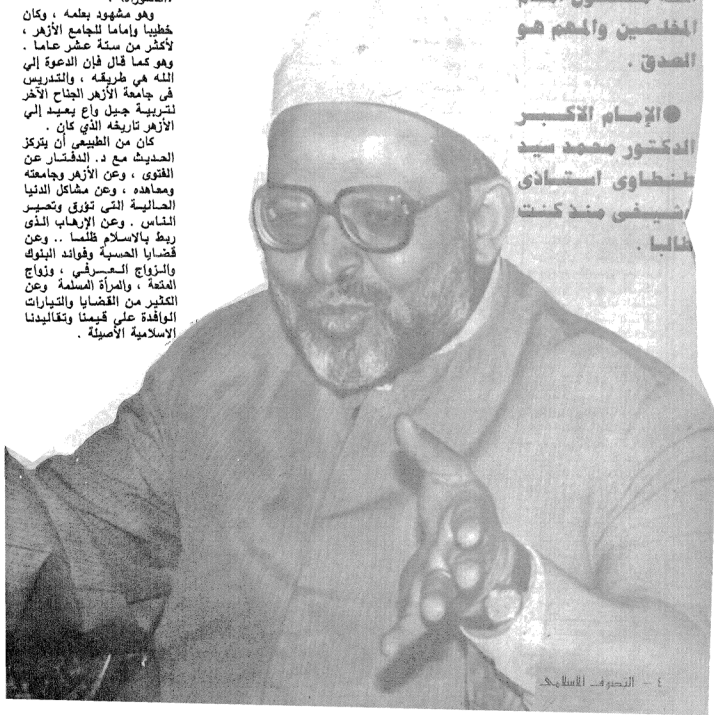 المخلصين والمهم هو
الصدق .
●الإمام الاكبر
الدكتور محمد سيد
طنطاوى استاذى
وشيخى منذ كنت
طالبا .
وهو مشهود بعلمه ، وكان
خطيبا وإماما للجامع الأزهر ،
لأكثر من ستة عشر عاما .
وهو كما قال فإن الدعوة إلي
الله هي طريقه ، والتدريس
فى جامعة الأزهر الجناح الآخر
لتربية جيل واع يعيد إلي
الأزهر تاريخه الذي كان .
كان من الطبيعي أن يتركز
الحديث مع د. الدفتار عن
الفتوى ، وعن الأزهر وجامعته
ومعاهده ، وعن مشاكل الدنيا
الحالية التى تؤرق وتحير
الناس . وعن الإرهاب الذى
ربط بالاسلام ظلما .. وعن
قضايا الحسبة وفوائد البنوك
والزواج العرفي ، وزواج
المتعة ، والمرأة المسلمة وعن
الكثير من القضايا والتيارات
الوافدة على قيمنا وتقاليدنا
الاسلامية الأصيلة .
٤ - التصوف الاسلامى